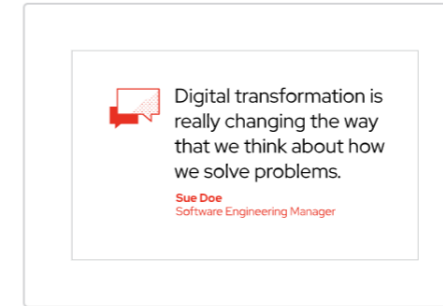 Digital transformation is
really changing the way
that we think about how
we solve problems.
Sue Doe
Software Engineering Manager